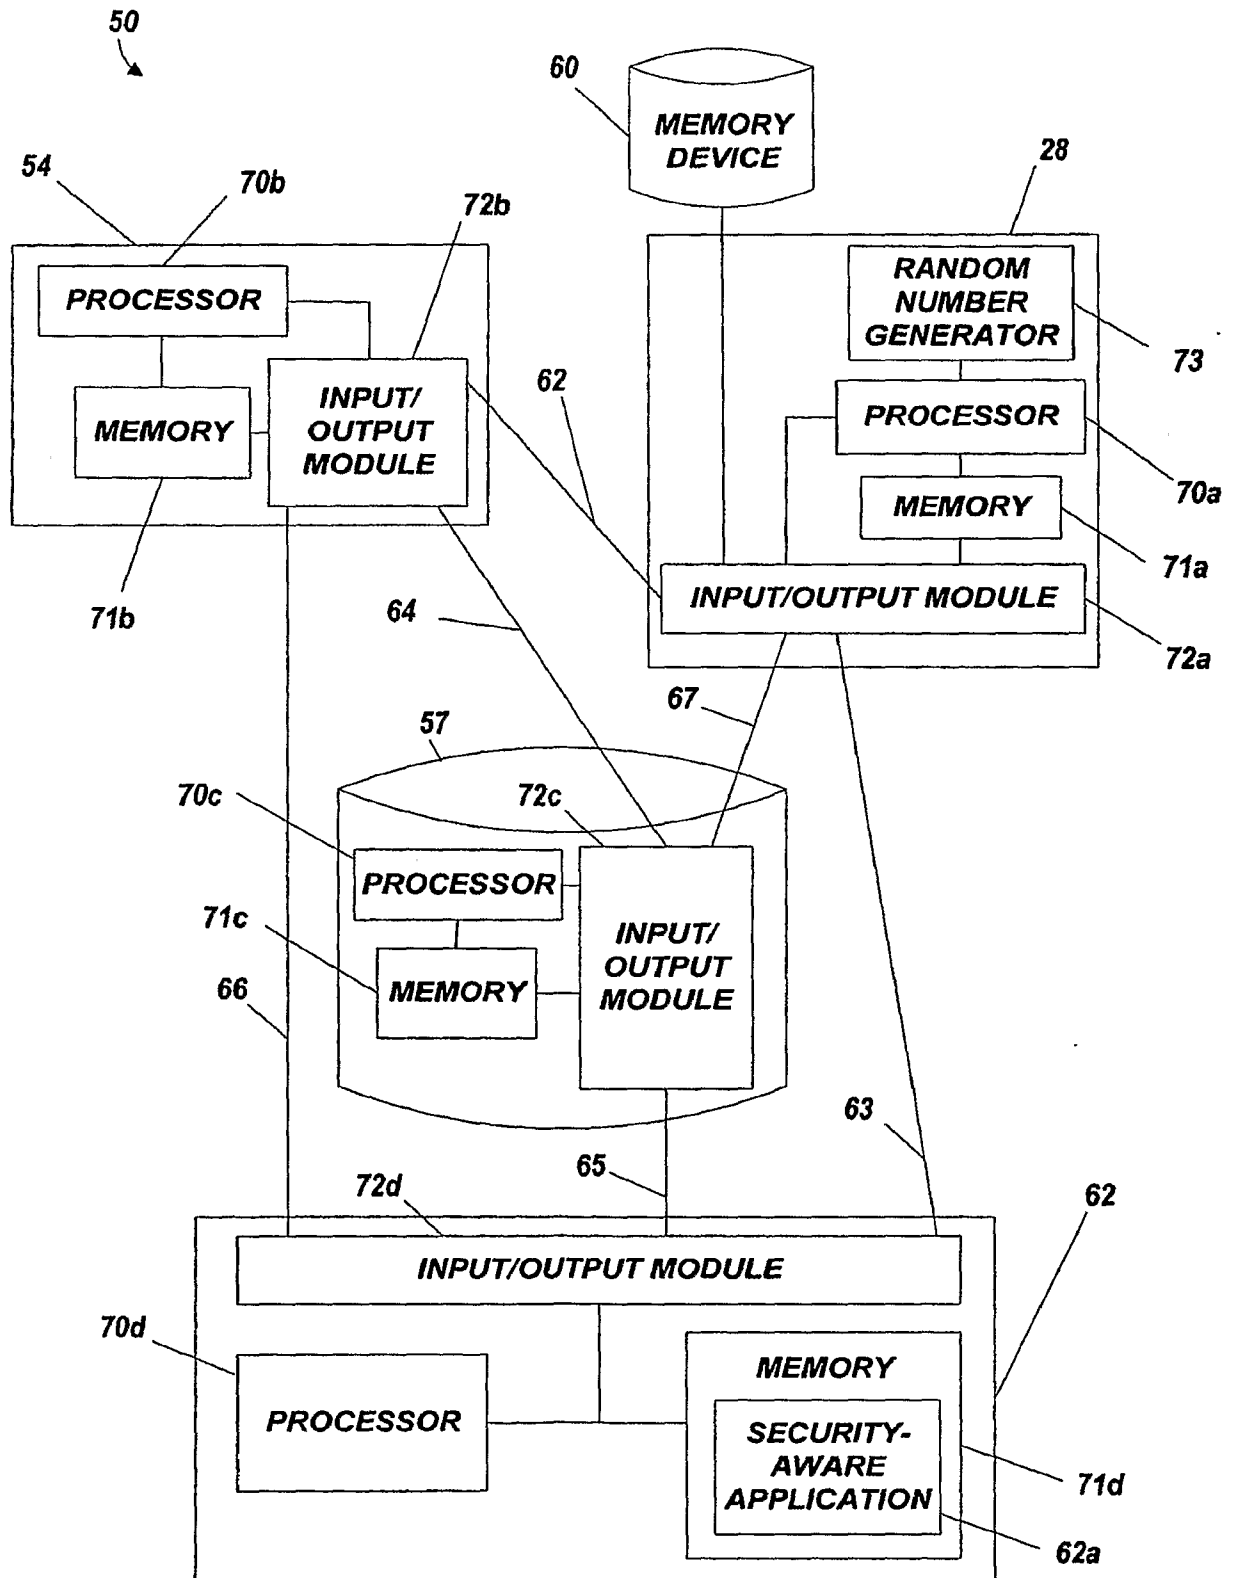 50
60
MEMORY
DEVICE
28
54
70b
72b
PROCESSOR
MEMORY
INPUT/
OUTPUT
MODULE
71b
62
RANDOM
NUMBER
GENERATOR
73
PROCESSOR
70a
MEMORY
71a
INPUT/OUTPUT MODULE
72a
64
67
57
70c
72c
PROCESSOR
71c
MEMORY
INPUT/
OUTPUT
MODULE
66
63
65
72d
62
INPUT/OUTPUT MODULE
70d
PROCESSOR
MEMORY
SECURITY-
AWARE
APPLICATION
71d
62a